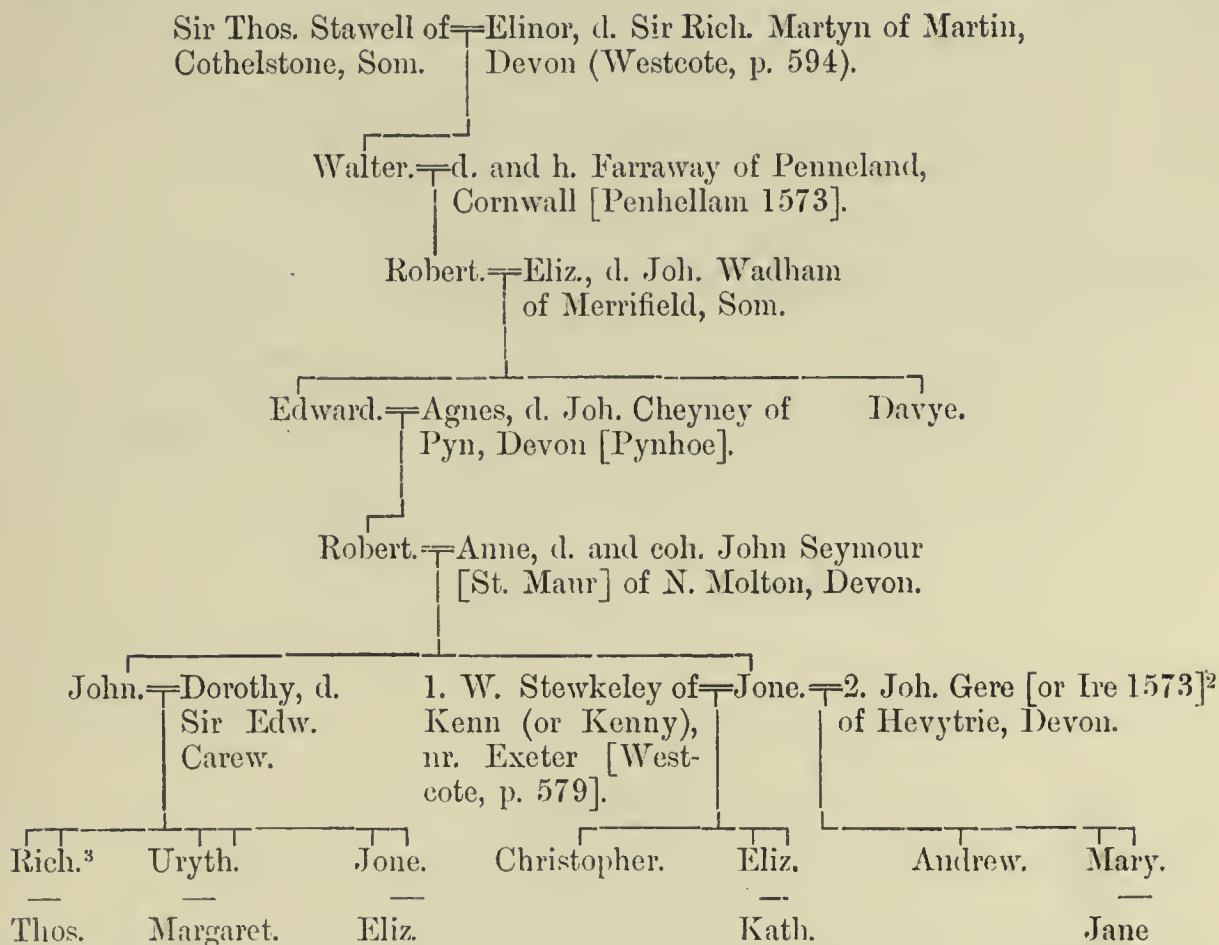 Sir Thos. Stawell of Elinor, d. Sir Rich. Martyn of Martin,
Cothelstone, Som. Devon (Westcote, p. 594).
Walter. d. and h. Farraway of Penneland,
Cornwall [Penhellam 1573].
Robert. Eliz., d. Joh. Wadham
of Merrifield, Som.
Edward. Agnes, d. Joh. Cheyney of
Pyn, Devon [Pynhoe].
Davye.
Robert. Anne, d. and coh. John Seymour
[St. Maur] of N. Molton, Devon.
John. Dorothy, d.
Sir Edw.
Carew.
1. W. Stewkeley of
Kenn (or Kenny),
nr. Exeter [West-
cote, p. 579].
Jone. 2. Joh. Gere [or Ire 1573]²
of Hevytrie, Devon.
Rich.³ Uryth. Jone. Christopher. Eliz. Andrew. Mary.
Thos. Margaret. Eliz. Kath. Jane